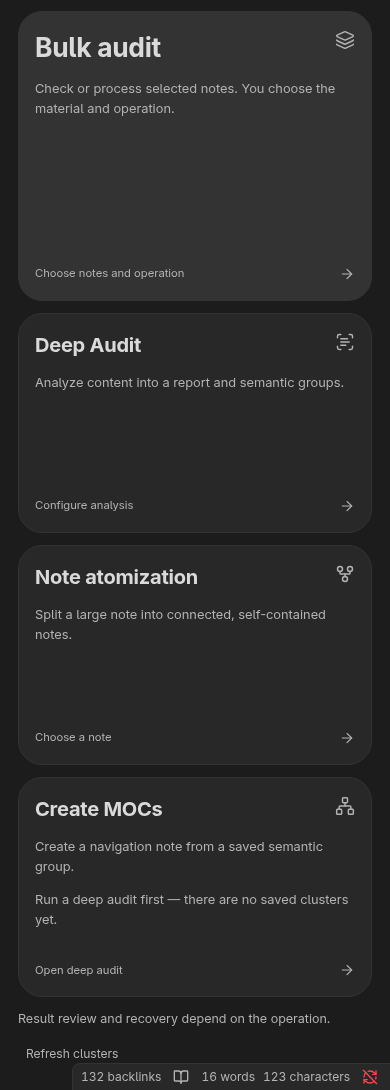 Bulk audit
Check or process selected notes. You choose the
material and operation.
Choose notes and operation
Deep Audit
Analyze content into a report and semantic groups.
Configure analysis
Note atomization
Split a large note into connected, self-contained
notes.
Choose a note
Create MOCs
Create a navigation note from a saved semantic
group.
Run a deep audit first — there are no saved clusters
yet.
Open deep audit
Result review and recovery depend on the operation.
Refresh clusters
132 backlinks 16 words 123 characters